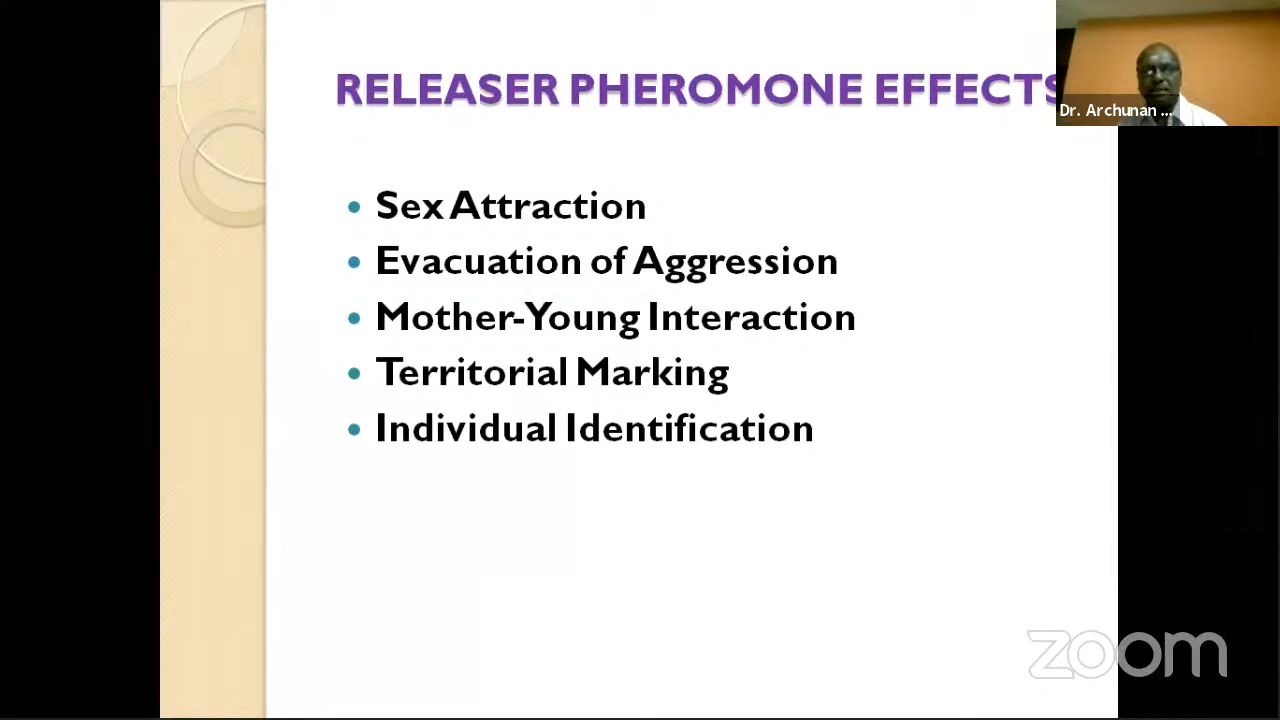 RELEASER PHEROMONE EFFECTS
Dr. Archunan ...
• Sex Attraction
• Evacuation of Aggression
• Mother-Young Interaction
• Territorial Marking
• Individual Identification
zoom